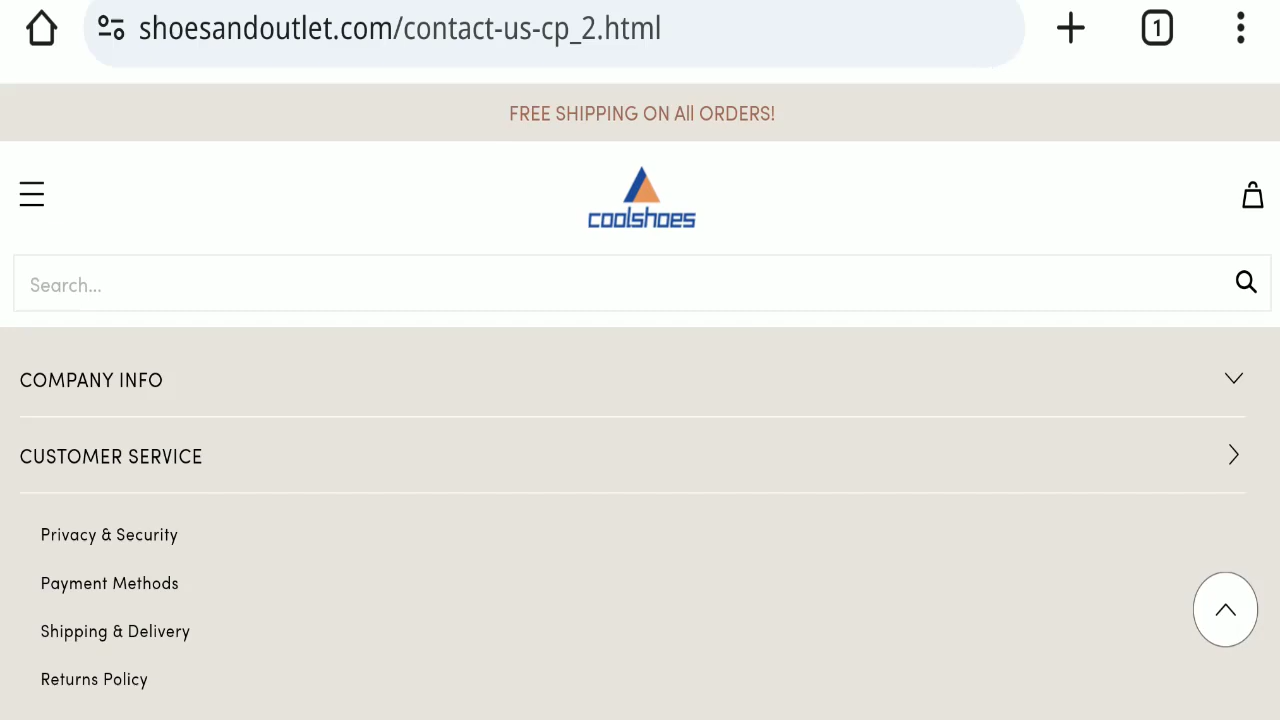 shoesandoutlet.com/contact-us-cp_2.html
1
FREE SHIPPING ON All ORDERS!
coolshoes
Search...
COMPANY INFO
CUSTOMER SERVICE
Privacy & Security
Payment Methods
Shipping & Delivery
Returns Policy